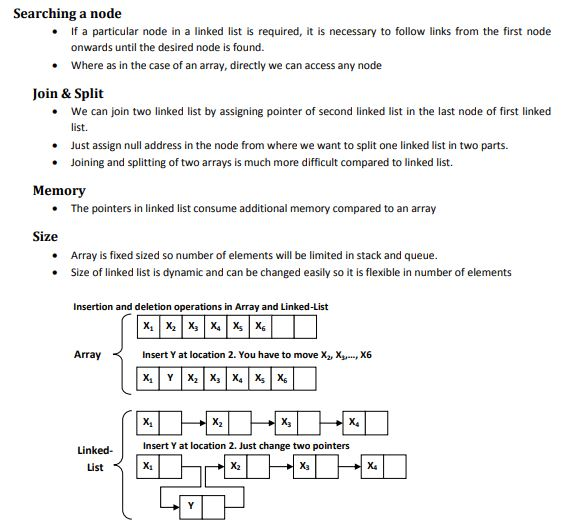 Searching a node
• If a particular node in a linked list is required, it is necessary to follow links from the first node
onwards until the desired node is found.
• Where as in the case of an array, directly we can access any node
Join & Split
• We can join two linked list by assigning pointer of second linked list in the last node of first linked
list.
• Just assign null address in the node from where we want to split one linked list in two parts.
• Joining and splitting of two arrays is much more difficult compared to linked list.
Memory
• The pointers in linked list consume additional memory compared to an array
Size
• Array is fixed sized so number of elements will be limited in stack and queue.
• Size of linked list is dynamic and can be changed easily so it is flexible in number of elements
Insertion and deletion operations in Array and Linked-List
X₁ X₂ X₃ X₄ X₅ X₆
Array
Insert Y at location 2. You have to move X₂, X₃,..., X6
X₁ Y X₂ X₃ X₄ X₅ X₆
X₁ X₂ X₃ X₄
Linked-
List
Insert Y at location 2. Just change two pointers
X₁ X₂ X₃ X₄
Y